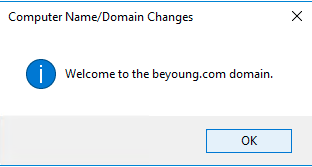 Computer Name/Domain Changes
Welcome to the beyoung.com domain.
OK